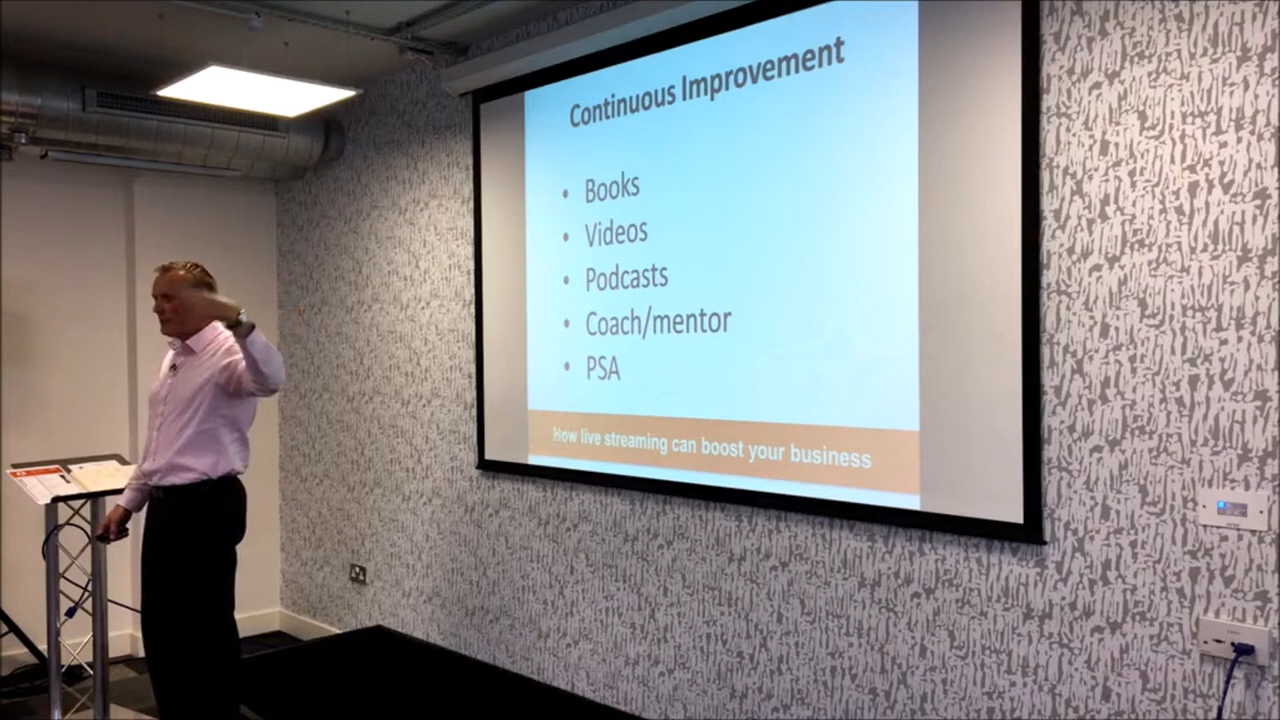 Continuous Improvement
• Books
• Videos
• Podcasts
• Coach/mentor
• PSA
How live streaming can boost your business